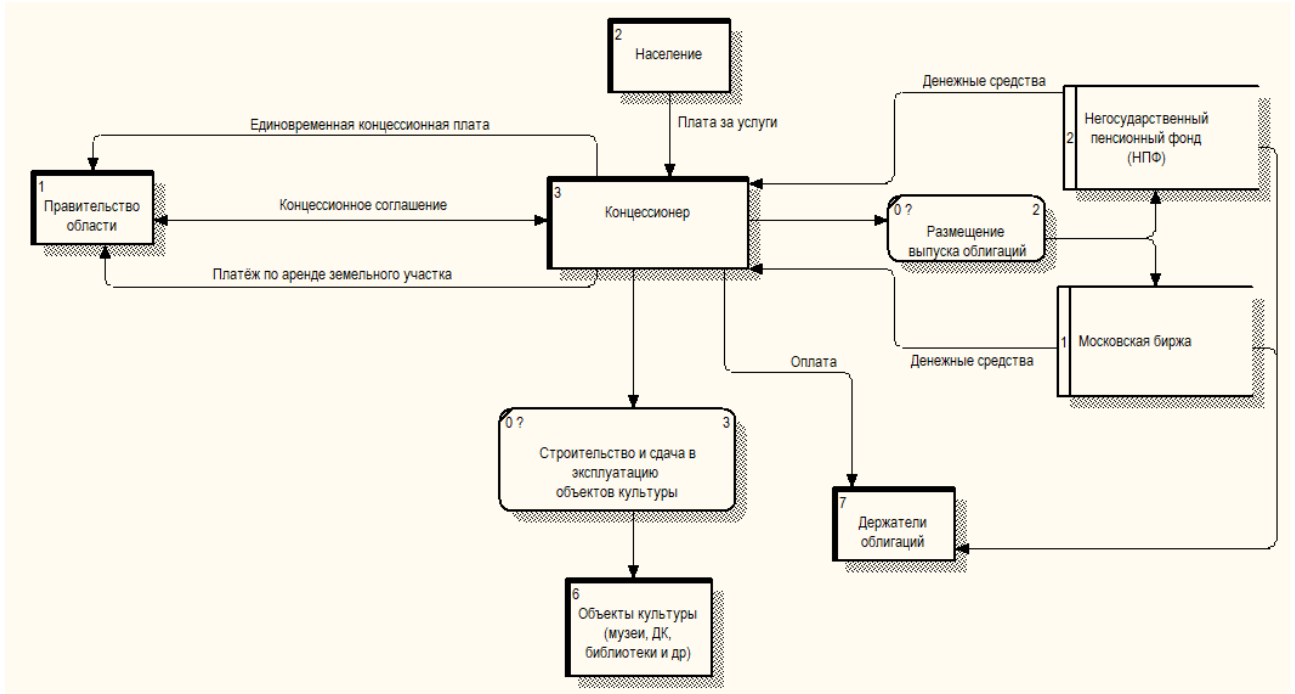 2
Население
Плата за услуги
Денежные средства
2
Негосударственный
пенсионный фонд
(НПФ)
Единовременная концессионная плата
1
Правительство
области
Концессионное соглашение
3
Концессионер
0 ?
2
Размещение
выпуска облигаций
Платёж по аренде земельного участка
1
Московская биржа
Денежные средства
Оплата
0 ?
3
Строительство и сдача в
эксплуатацию
объектов культуры
7
Держатели
облигаций
6
Объекты культуры
(музеи, ДК,
библиотеки и др)